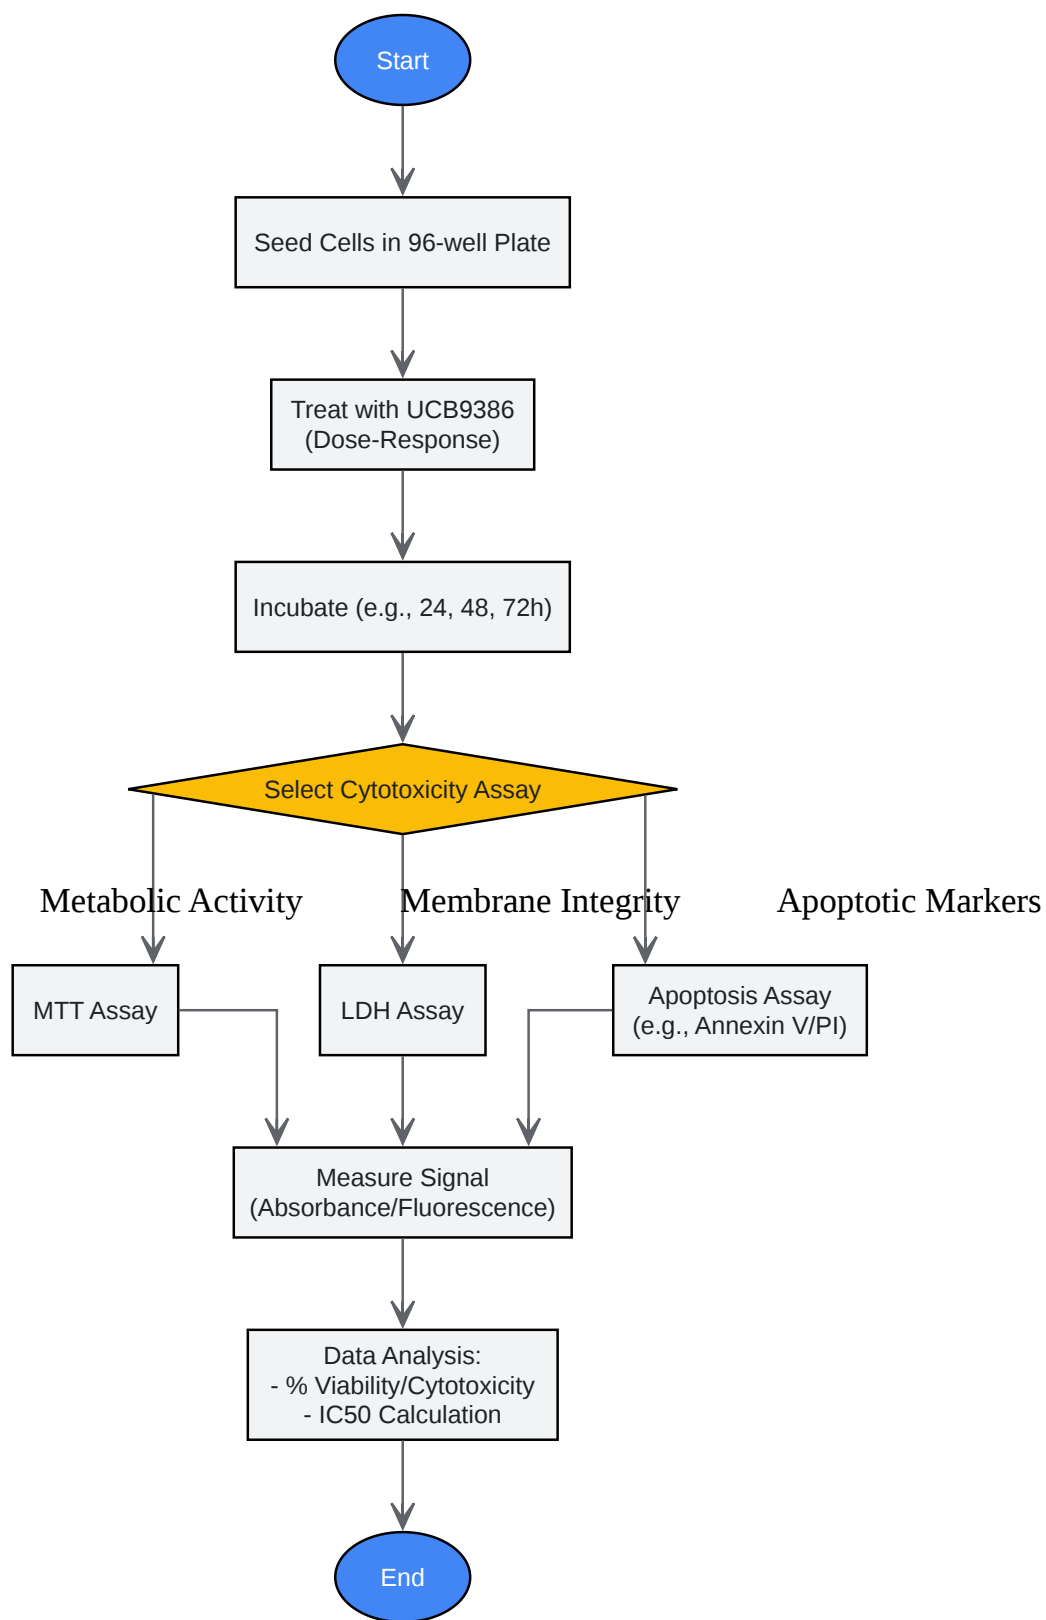 Start
Seed Cells in 96-well Plate
Treat with UCB9386
(Dose-Response)
Incubate (e.g., 24, 48, 72h)
Select Cytotoxicity Assay
Metabolic Activity
Membrane Integrity
Apoptotic Markers
MTT Assay
LDH Assay
Apoptosis Assay
(e.g., Annexin V/PI)
Measure Signal
(Absorbance/Fluorescence)
Data Analysis:
- % Viability/Cytotoxicity
- IC50 Calculation
End